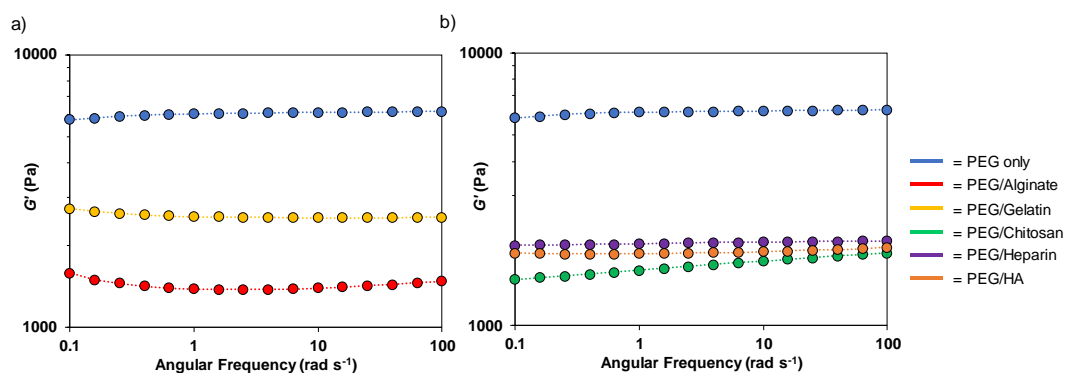 a)
10000
G′ (Pa)
1000
0.1 1 10 100
Angular Frequency (rad s⁻¹)
b)
10000
G′ (Pa)
1000
0.1 1 10 100
Angular Frequency (rad s⁻¹)
= PEG only
= PEG/Alginate
= PEG/Gelatin
= PEG/Chitosan
= PEG/Heparin
= PEG/HA